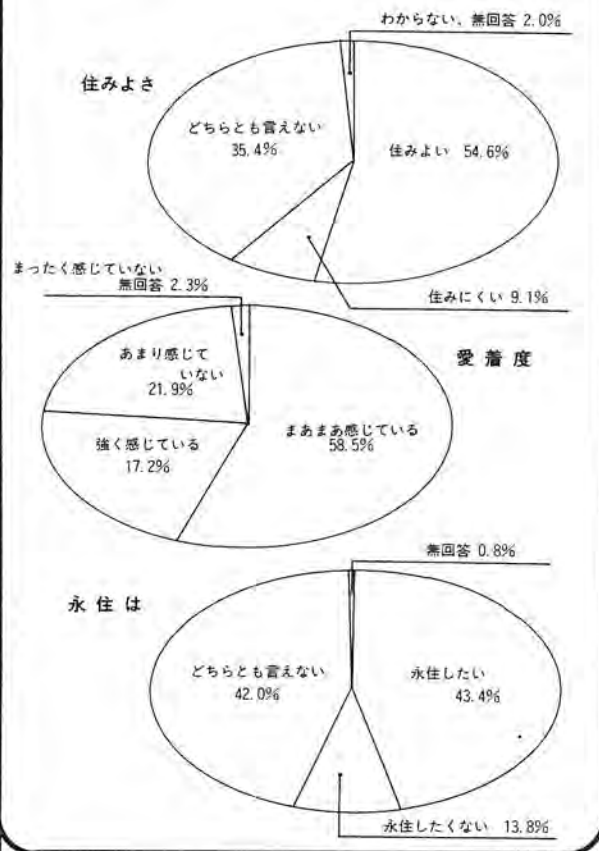 わからない、無回答 2.0%
住みよさ
どちらとも言えない
35.4%
住みよい 54.6%
住みにくい 9.1%
まったく感じていない
無回答 2.3%
愛着度
あまり感じて
いない
21.9%
まあまあ感じている
58.5%
強く感じている
17.2%
無回答 0.8%
永住は
どちらとも言えない
42.0%
永住したい
43.4%
永住したくない 13.8%